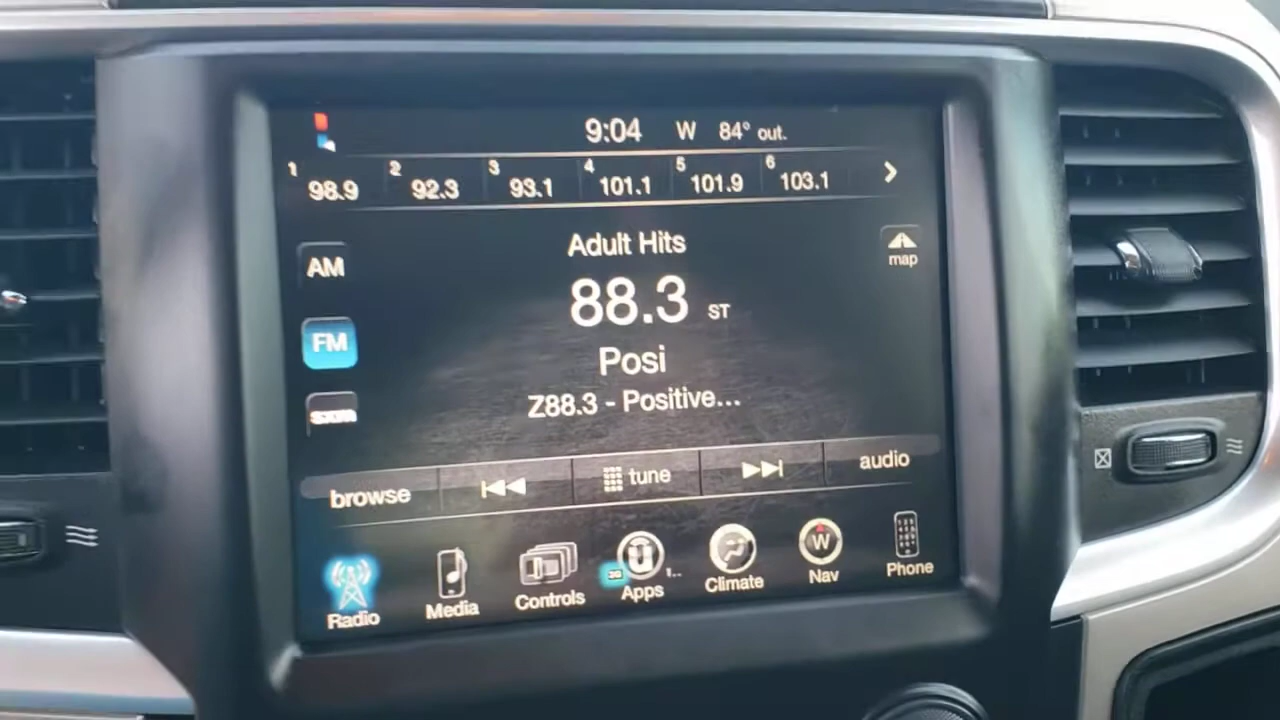 9:04 W 84° out.
1 98.9 2 92.3 3 93.1 4 101.1 5 101.9 6 103.1
Adult Hits
map
AM
88.3 ST
FM
Posi
Z88.3 - Positive...
browse tune audio
W
3G 1..
Radio Media Controls Apps Climate Nav Phone